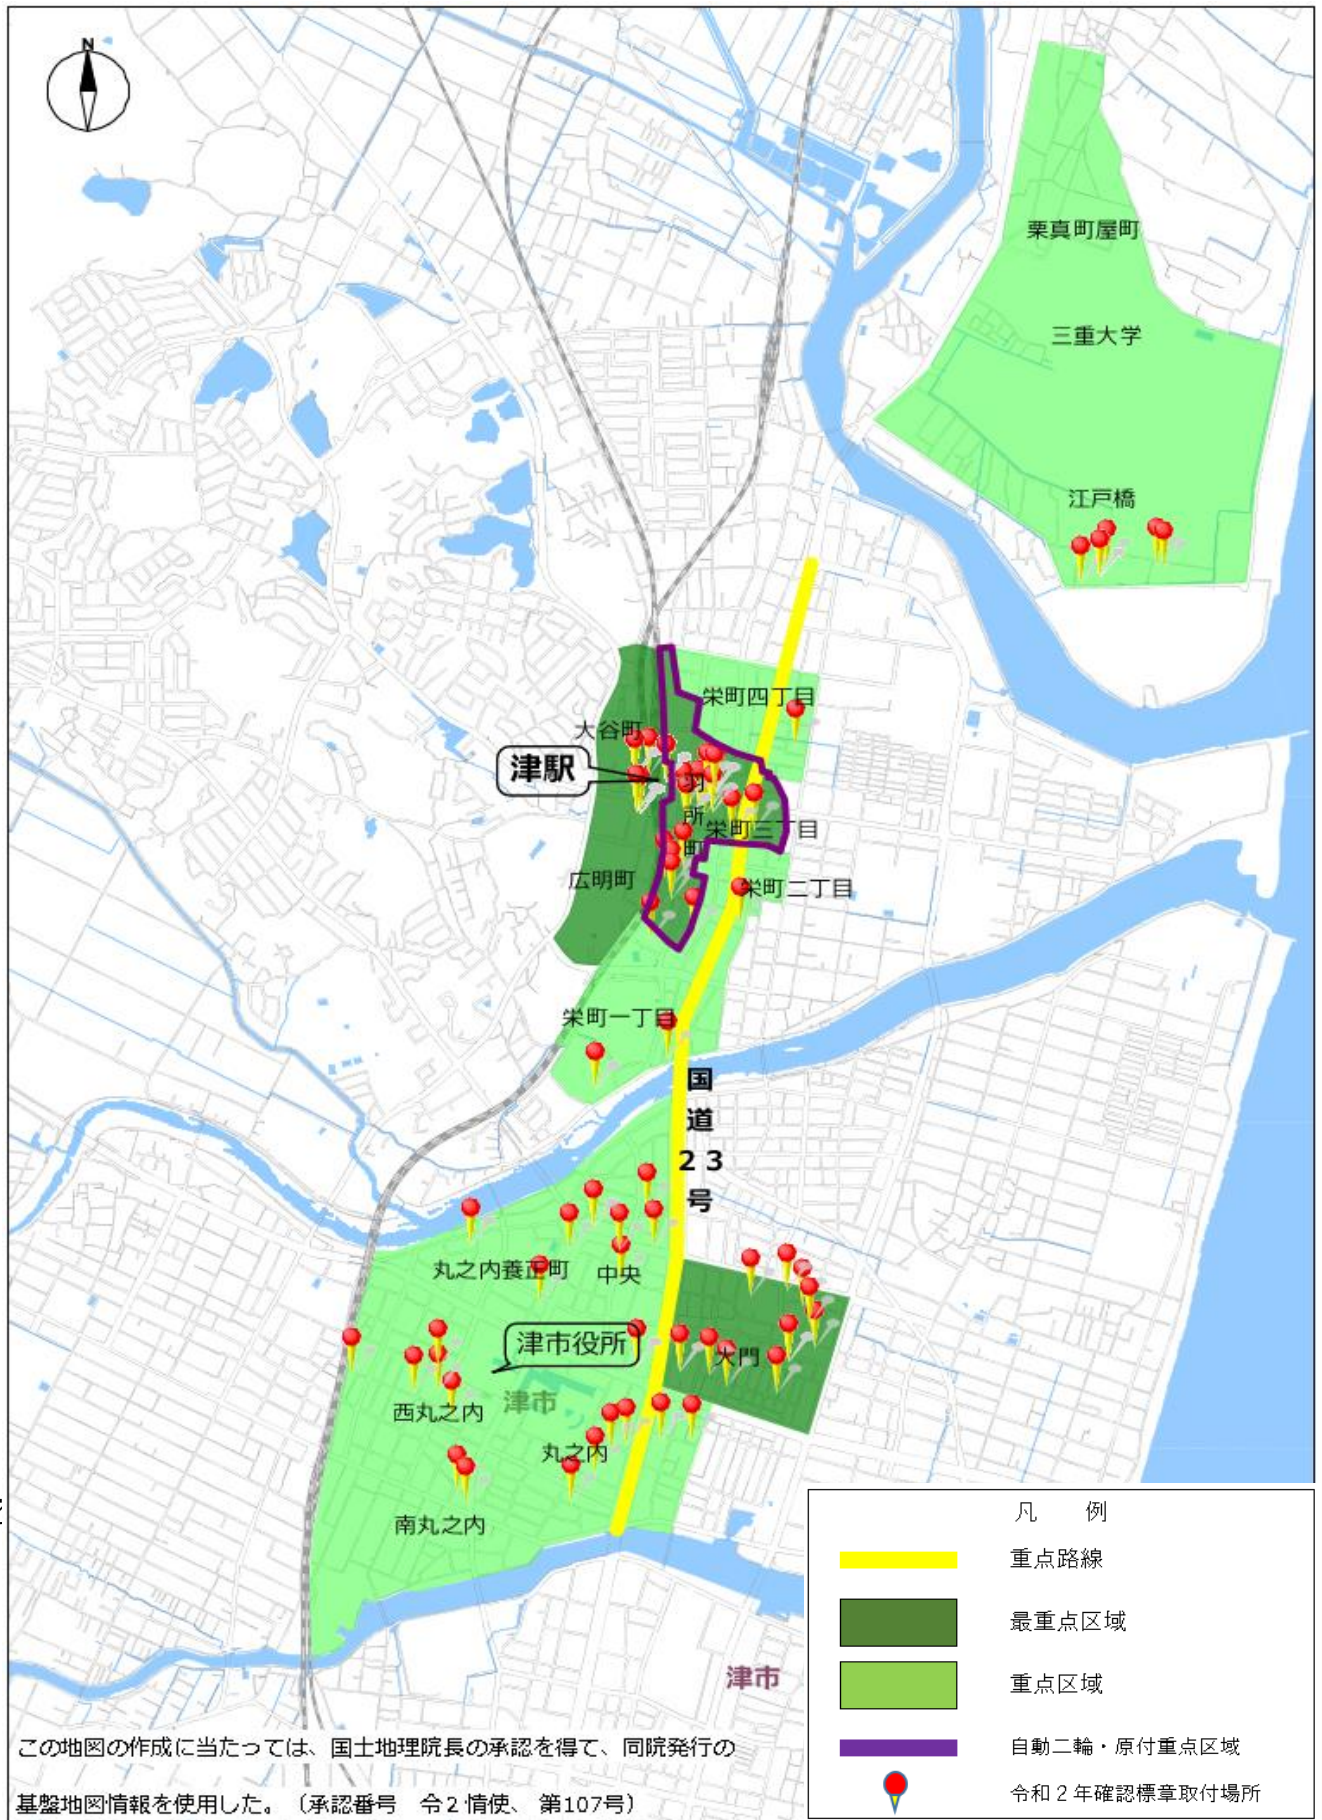 N
栗真町屋町
三重大学
江戸橋
栄町四丁目
大谷町
津駅
羽
所
町
栄町三丁目
広明町
栄町二丁目
栄町一丁目
国
道
23
号
丸之内養正町
中央
津市役所
大門
西丸之内
津市
丸之内
南丸之内
津市
凡 例
重点路線
最重点区域
重点区域
自動二輪・原付重点区域
令和2年確認標章取付場所
この地図の作成に当たっては、国土地理院長の承認を得て、同院発行の
基盤地図情報を使用した。（承認番号 令2情使、第107号）